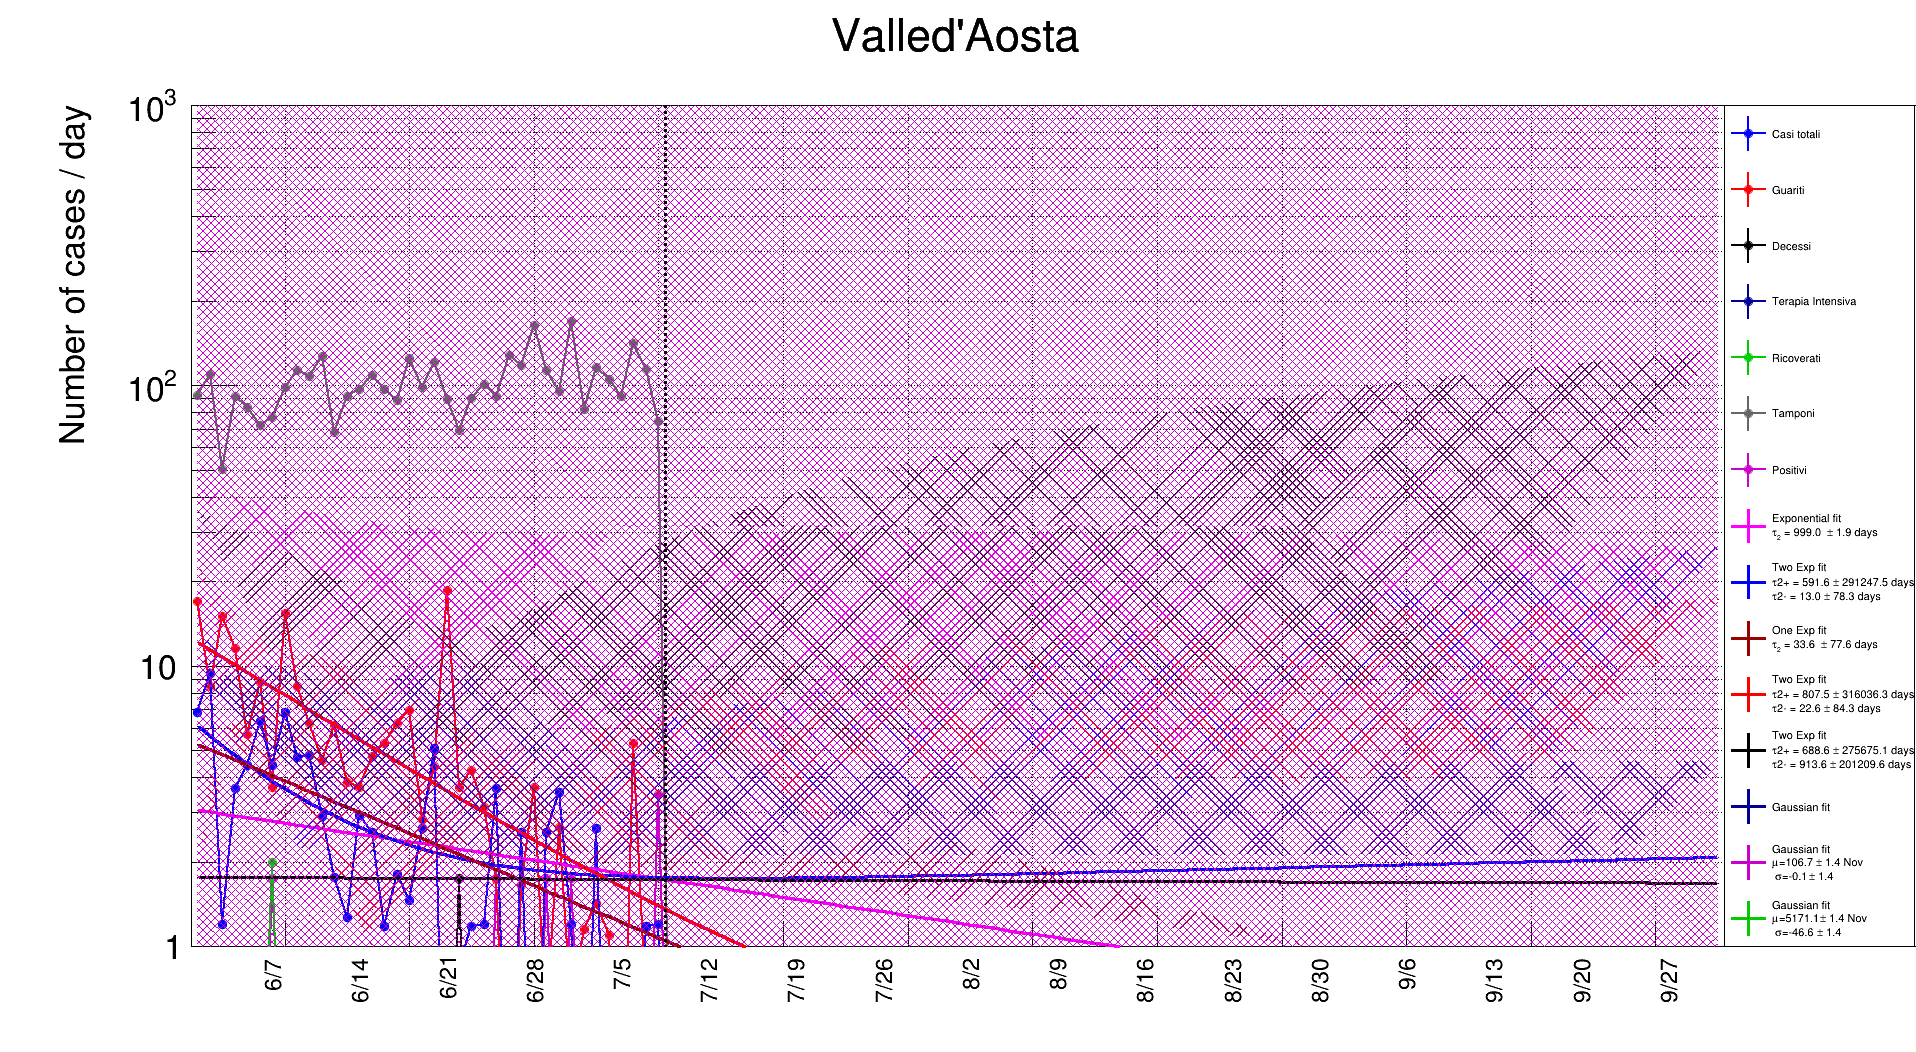 Valled'Aosta
Number of cases / day
10³
10²
10
1
6/7
6/14
6/21
6/28
7/5
7/12
7/19
7/26
8/2
8/9
8/16
8/23
8/30
9/6
9/13
9/20
9/27
Casi totali
Guariti
Decessi
Terapia Intensiva
Ricoverati
Tamponi
Positivi
Exponential fit
τ₂ = 999.0 ± 1.9 days
Two Exp fit
τ2+ = 591.6 ± 291247.5 days
τ2- = 13.0 ± 78.3 days
One Exp fit
τ₂ = 33.6 ± 77.6 days
Two Exp fit
τ2+ = 807.5 ± 316036.3 days
τ2- = 22.6 ± 84.3 days
Two Exp fit
τ2+ = 688.6 ± 275675.1 days
τ2- = 913.6 ± 201209.6 days
Gaussian fit
Gaussian fit
μ=106.7 ± 1.4 Nov
σ=-0.1 ± 1.4
Gaussian fit
μ=5171.1 ± 1.4 Nov
σ=-46.6 ± 1.4